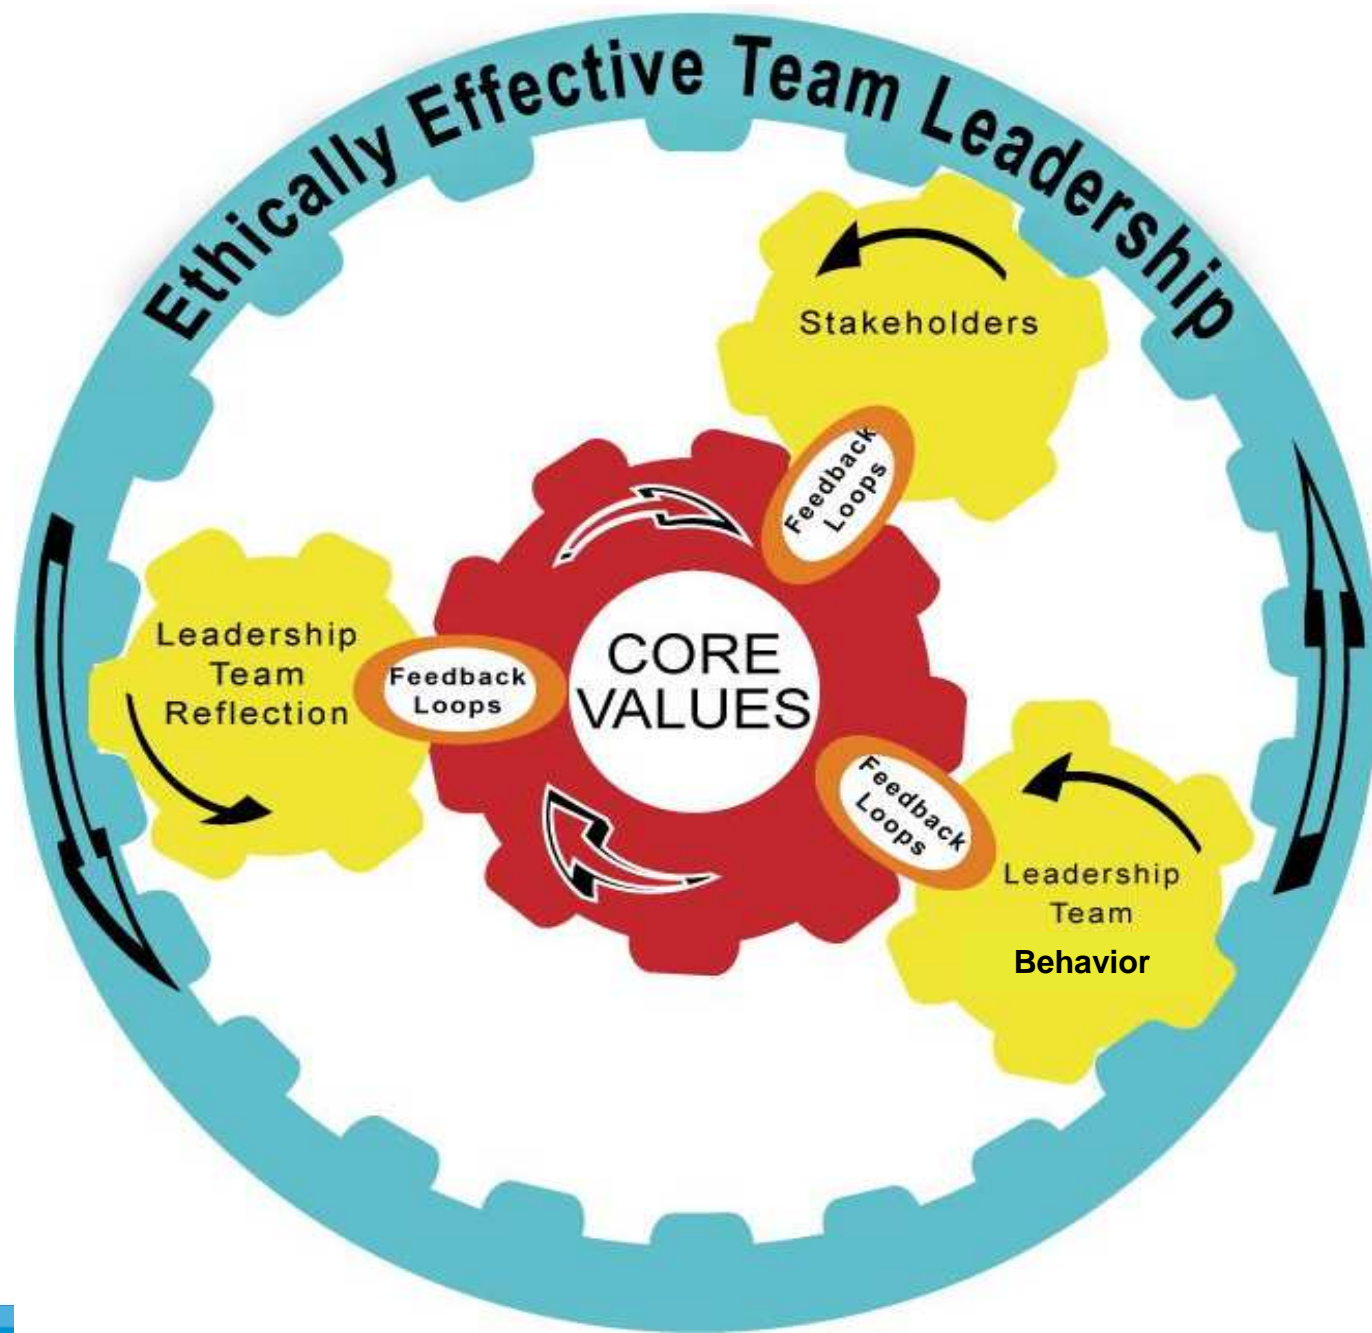 Ethically Effective Team Leadership
Stakeholders
Feedback
Loops
Leadership
Team
Reflection
Feedback
Loops
CORE
VALUES
Feedback
Loops
Leadership
Team
Behavior